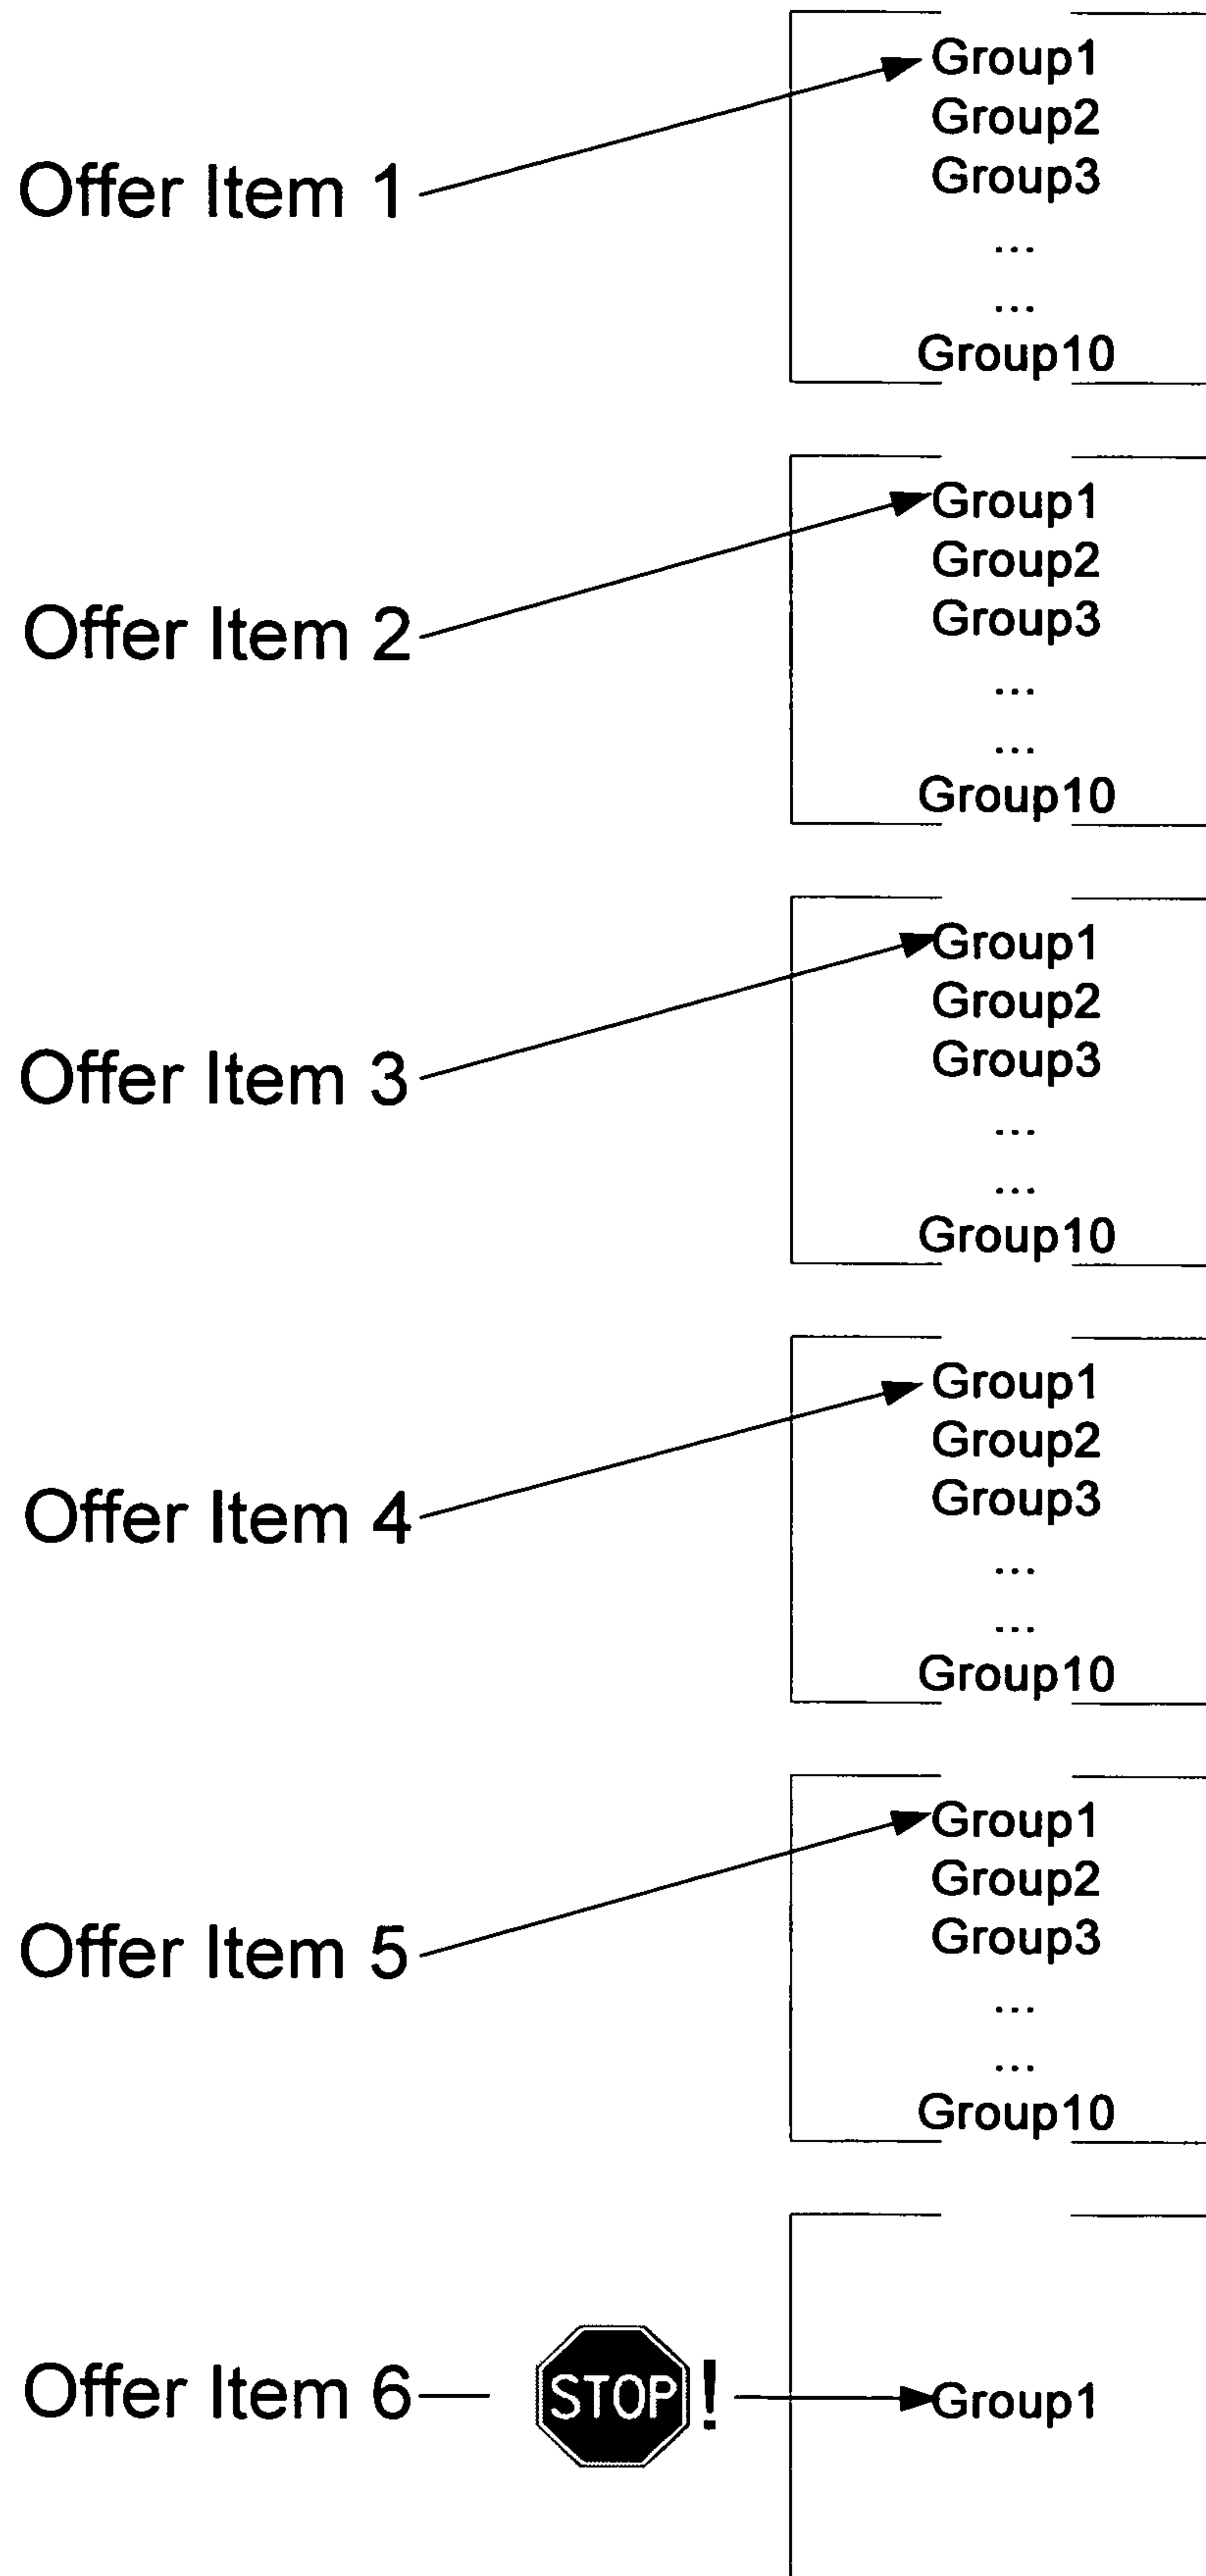 Offer Item 1
Group1
Group2
Group3
...
...
Group10
Offer Item 2
Group1
Group2
Group3
...
...
Group10
Offer Item 3
Group1
Group2
Group3
...
...
Group10
Offer Item 4
Group1
Group2
Group3
...
...
Group10
Offer Item 5
Group1
Group2
Group3
...
...
Group10
Offer Item 6
STOP !
Group1